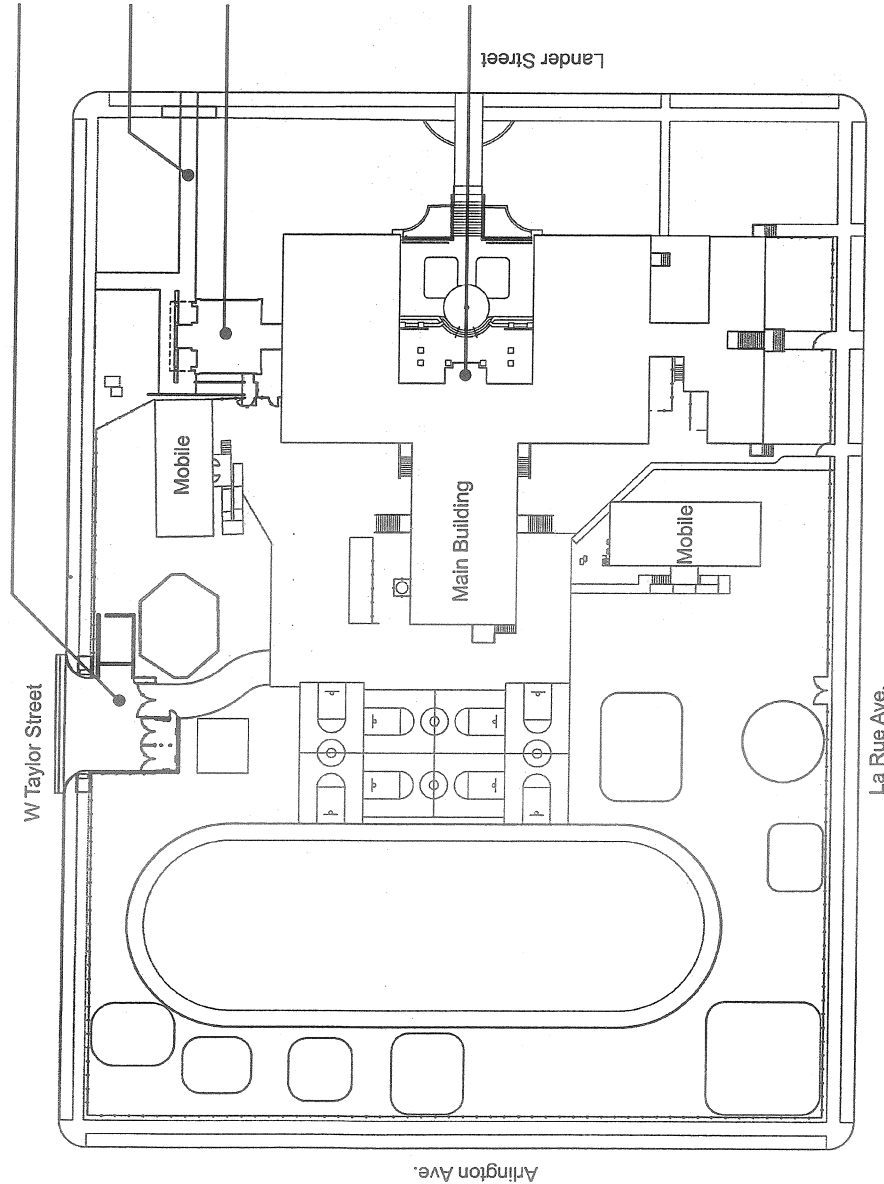 Lander Street
W Taylor Street
Mobile
Main Building
Mobile
La Rue Ave.
Arlington Ave.